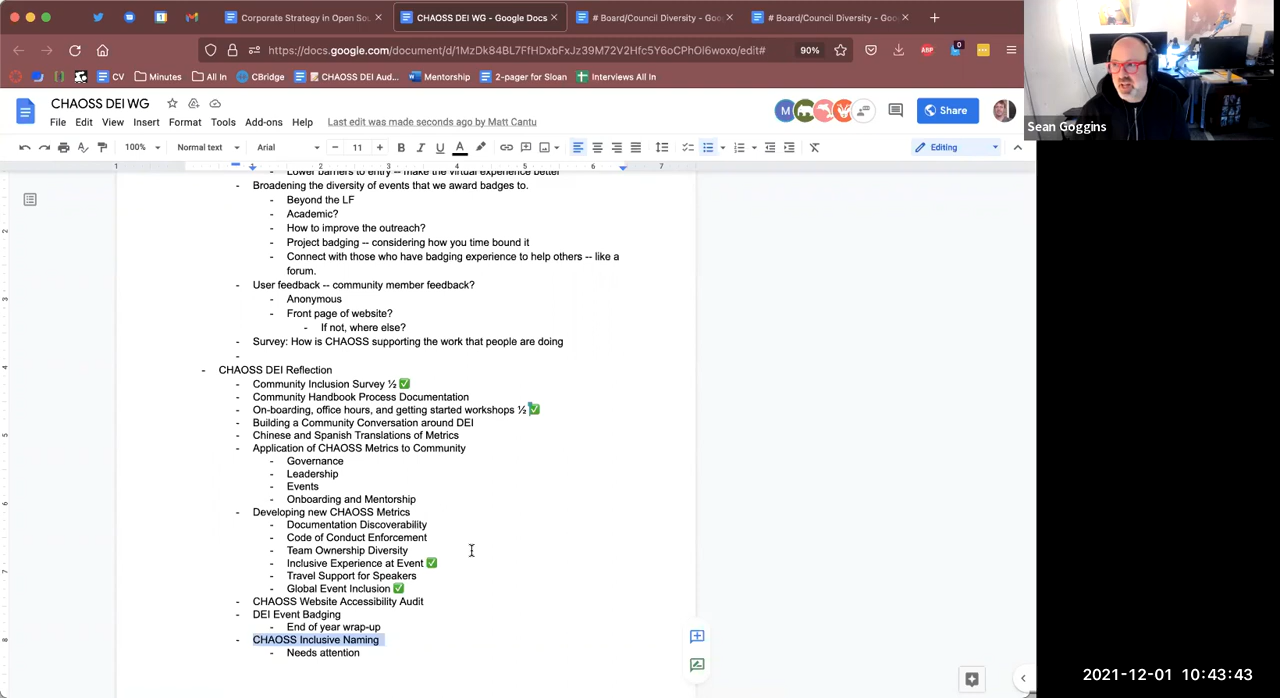 Corporate Strategy in Open So
CHAOSS DEI WG - Google Docs
# Board/Council Diversity - Go
# Board/Council Diversity - Goo
https://docs.google.com/document/d/1MzDk84BL7FfHDxbFxJz39M72V2Hfc5Y6oCPhOl6woxo/edit#
90%
ABP
0
CV
Minutes
All In
CBridge
CHAOSS DEI Aud...
Mentorship
2-pager for Sloan
Interviews All In
CHAOSS DEI WG
File Edit View Insert Format Tools Add-ons Help
Last edit was made seconds ago by Matt Cantu
M
Share
Sean Goggins
100%
Normal text
Arial
11
Editing
1 2 3 4 5 6 7
- Lower barriers to entry -- make the virtual experience better
- Broadening the diversity of events that we award badges to.
- Beyond the LF
- Academic?
- How to improve the outreach?
- Project badging -- considering how you time bound it
- Connect with those who have badging experience to help others -- like a
forum.
- User feedback -- community member feedback?
- Anonymous
- Front page of website?
- If not, where else?
- Survey: How is CHAOSS supporting the work that people are doing
-
- CHAOSS DEI Reflection
- Community Inclusion Survey ½ ✅
- Community Handbook Process Documentation
- On-boarding, office hours, and getting started workshops ½ ✅
- Building a Community Conversation around DEI
- Chinese and Spanish Translations of Metrics
- Application of CHAOSS Metrics to Community
- Governance
- Leadership
- Events
- Onboarding and Mentorship
- Developing new CHAOSS Metrics
- Documentation Discoverability
- Code of Conduct Enforcement
- Team Ownership Diversity
- Inclusive Experience at Event ✅
- Travel Support for Speakers
- Global Event Inclusion ✅
- CHAOSS Website Accessibility Audit
- DEI Event Badging
- End of year wrap-up
- CHAOSS Inclusive Naming
- Needs attention
2021-12-01 10:43:43